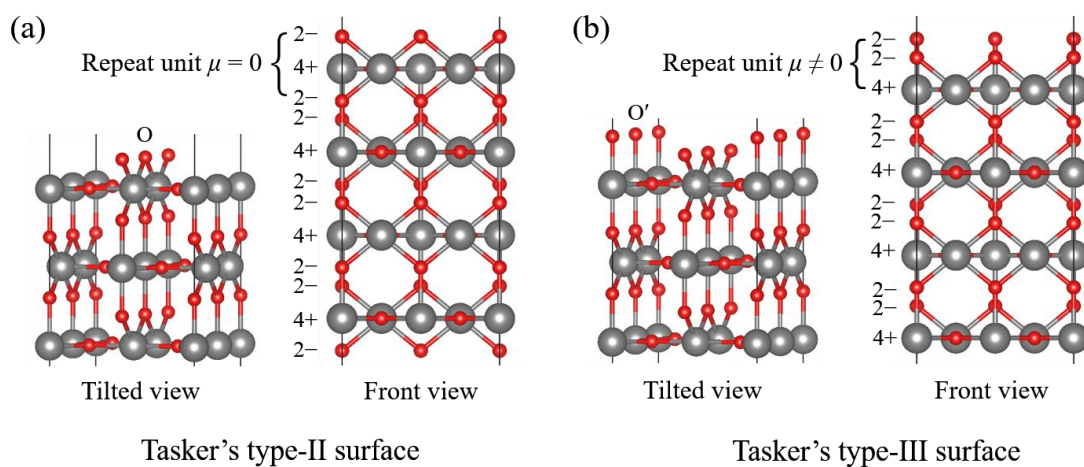 (a)
Repeat unit μ = 0
2−
4+
2−
2−
4+
2−
2−
4+
2−
2−
4+
2−
O
Tilted view
Front view
Tasker’s type-II surface
(b)
Repeat unit μ ≠ 0
2−
2−
4+
2−
2−
4+
2−
2−
4+
2−
2−
4+
O′
Tilted view
Front view
Tasker’s type-III surface